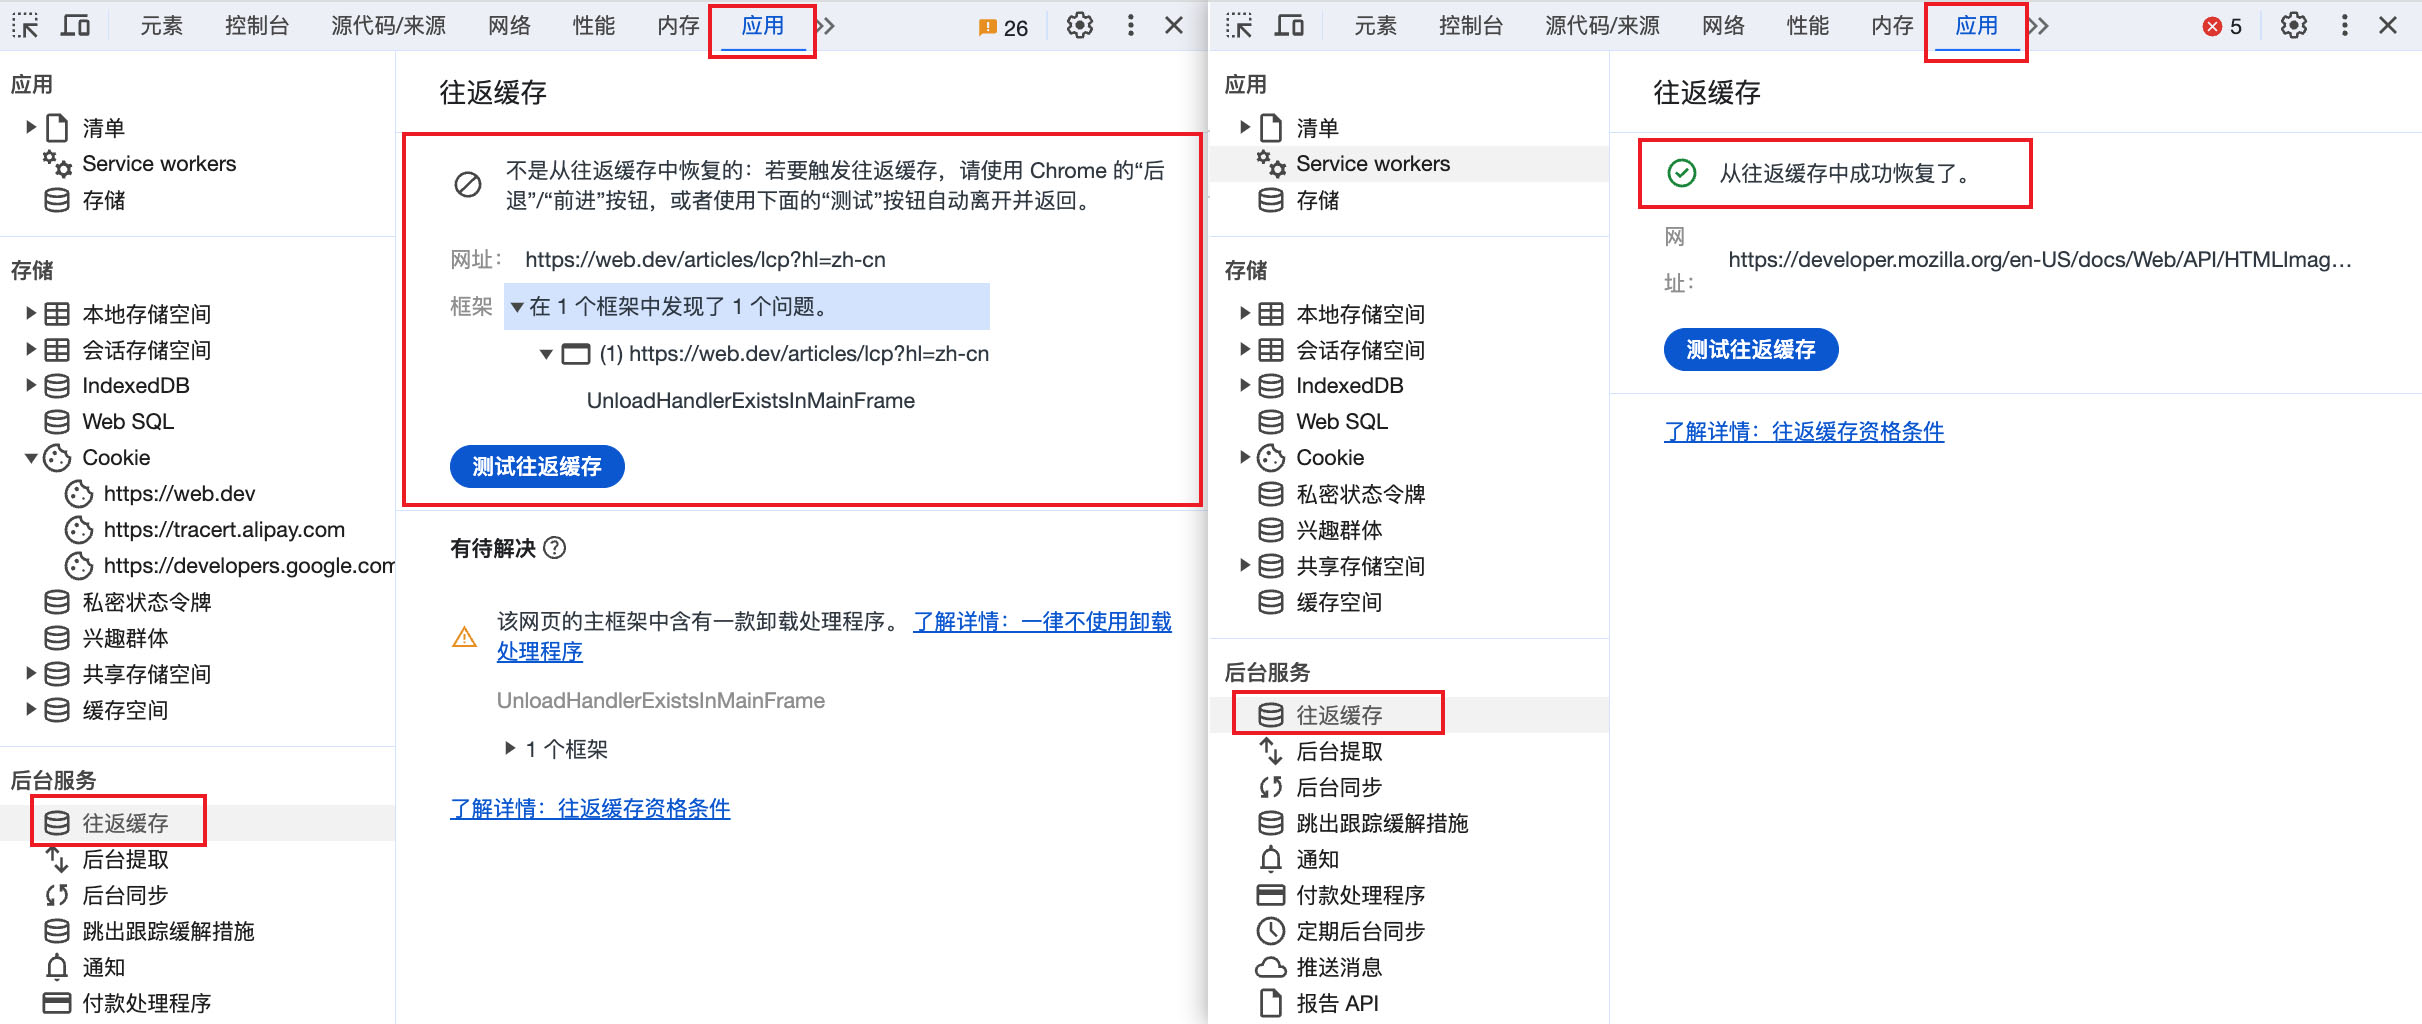 元素 控制台 源代码/来源 网络 性能 内存 应用 26
应用
清单
Service workers
存储
存储
本地存储空间
会话存储空间
IndexedDB
Web SQL
Cookie
https://web.dev
https://tracert.alipay.com
https://developers.google.com
私密状态令牌
兴趣群体
共享存储空间
缓存空间
后台服务
往返缓存
后台提取
后台同步
跳出跟踪缓解措施
通知
付款处理程序
往返缓存
不是从往返缓存中恢复的：若要触发往返缓存，请使用 Chrome 的“后
退”/“前进”按钮，或者使用下面的“测试”按钮自动离开并返回。
网址： https://web.dev/articles/lcp?hl=zh-cn
框架 在 1 个框架中发现了 1 个问题。
(1) https://web.dev/articles/lcp?hl=zh-cn
UnloadHandlerExistsInMainFrame
测试往返缓存
有待解决
该网页的主框架中含有一款卸载处理程序。 了解详情：一律不使用卸载
处理程序
UnloadHandlerExistsInMainFrame
1 个框架
了解详情：往返缓存资格条件
元素 控制台 源代码/来源 网络 性能 内存 应用 5
应用
清单
Service workers
存储
存储
本地存储空间
会话存储空间
IndexedDB
Web SQL
Cookie
私密状态令牌
兴趣群体
共享存储空间
缓存空间
后台服务
往返缓存
后台提取
后台同步
跳出跟踪缓解措施
通知
付款处理程序
定期后台同步
推送消息
报告 API
往返缓存
从往返缓存中成功恢复了。
网
址：
https://developer.mozilla.org/en-US/docs/Web/API/HTMLImag…
测试往返缓存
了解详情：往返缓存资格条件